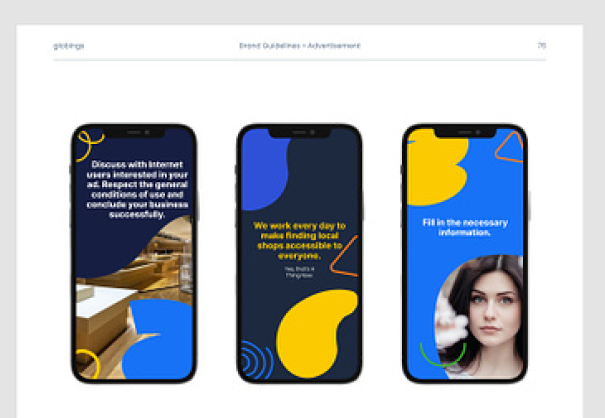 globings
Brand Guidelines > Advertisement
76
Discuss with Internet
users interested in your
ad. Respect the general
conditions of use and
conclude your business
successfully.
We work every day to
make finding local
shops accessible to
everyone.
Yes, that's A
Thing Now.
Fill in the necessary
information.